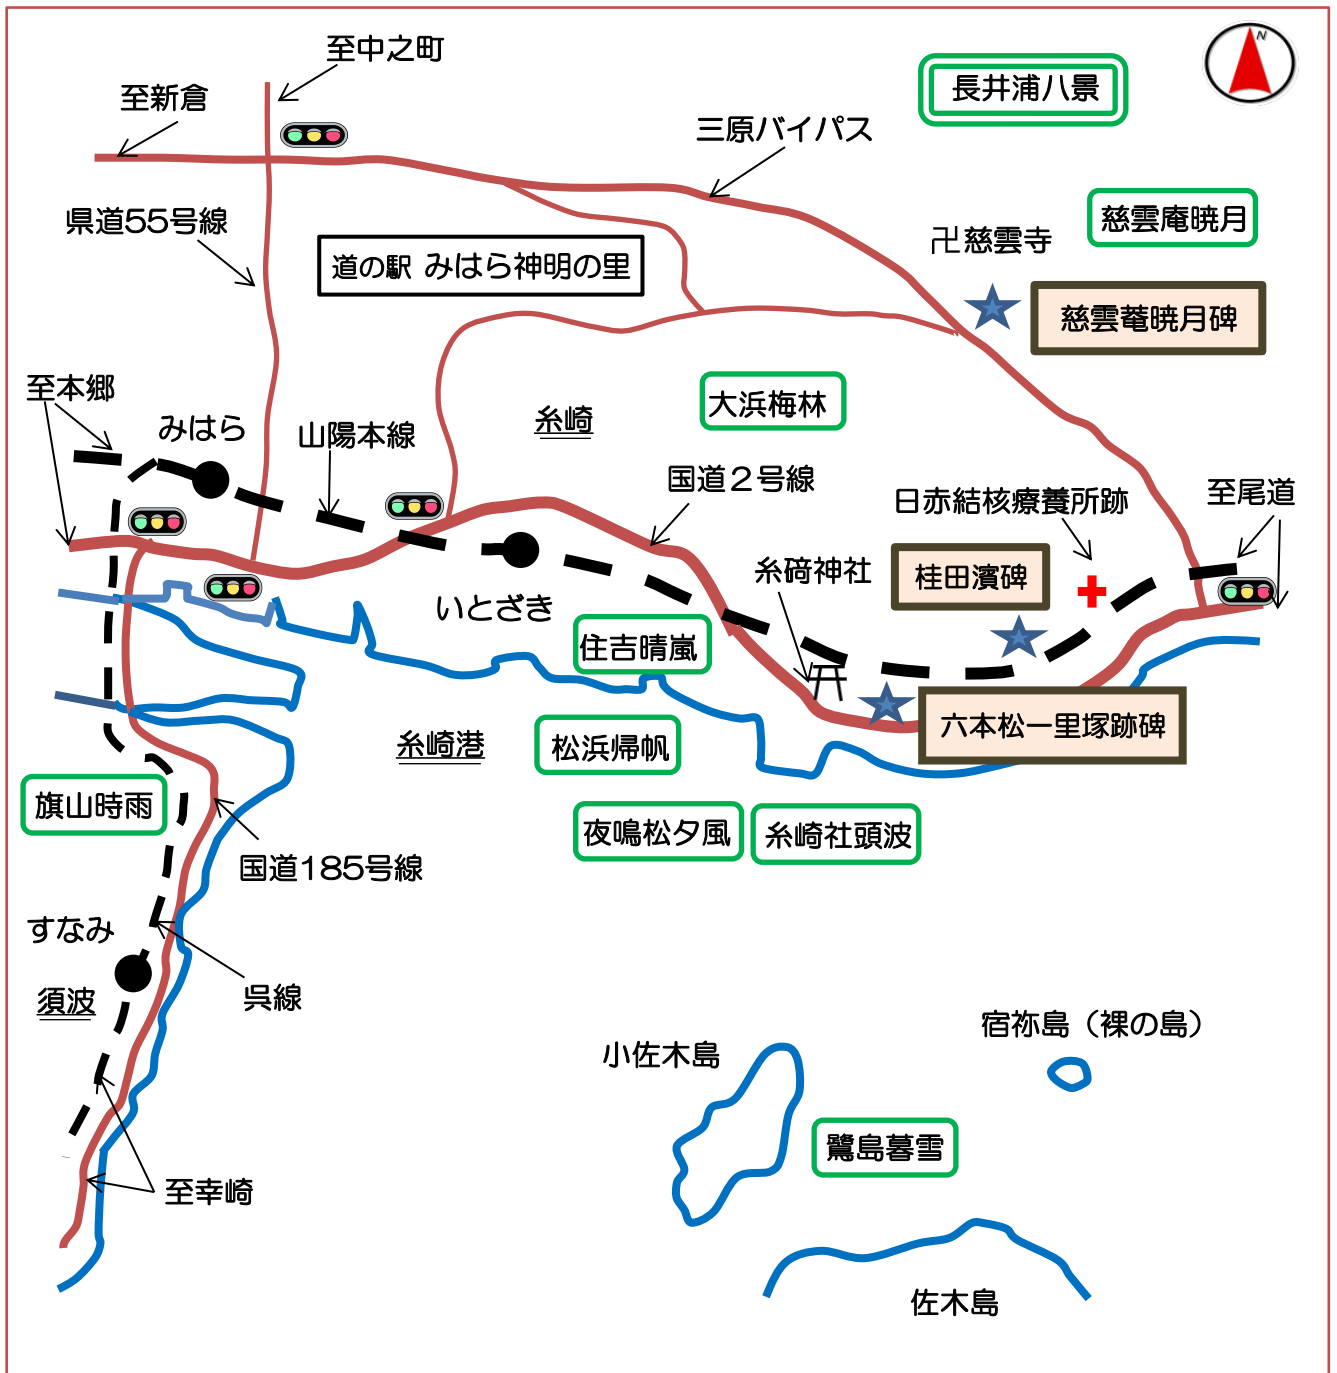 至中之町
N
長井浦八景
至新倉
三原バイパス
県道55号線
慈雲庵暁月
卍慈雲寺
道の駅 みはら神明の里
慈雲菴暁月碑
至本郷
みはら
山陽本線
糸崎
大浜梅林
国道2号線
日赤結核療養所跡
至尾道
糸碕神社
桂田濱碑
いとざき
住吉晴嵐
六本松一里塚跡碑
糸崎港
松浜帰帆
旗山時雨
夜鳴松夕風
糸崎社頭波
国道185号線
すなみ
須波
呉線
宿祢島（裸の島）
小佐木島
鷺島暮雪
至幸崎
佐木島